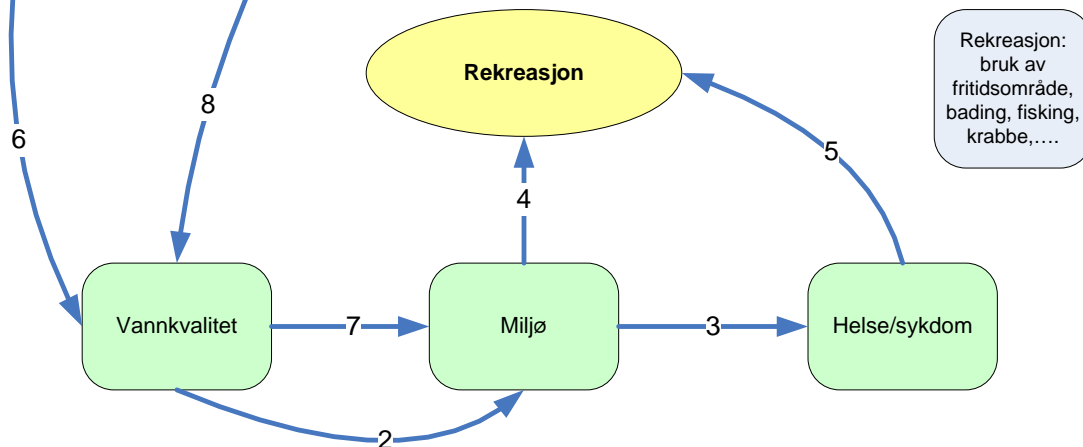 Rekreasjon
Rekreasjon:
bruk av
fritidsområde,
bading, fisking,
krabbe,….
8
6
5
4
Vannkvalitet
7
Miljø
3
Helse/sykdom
2